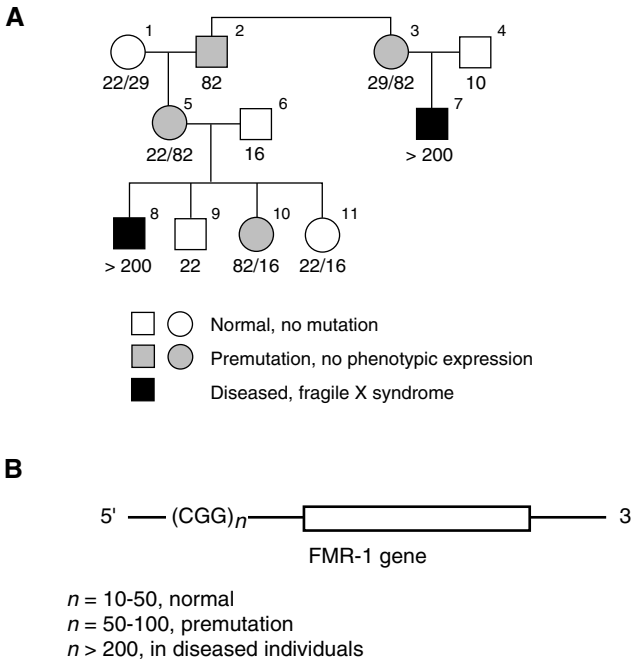 A
1 2 3 4
22/29 82 29/82 10
5 6 7
22/82 16 > 200
8 9 10 11
> 200 22 82/16 22/16
Normal, no mutation
Premutation, no phenotypic expression
Diseased, fragile X syndrome
B
5' (CGG)n 3
FMR-1 gene
n = 10-50, normal
n = 50-100, premutation
n > 200, in diseased individuals